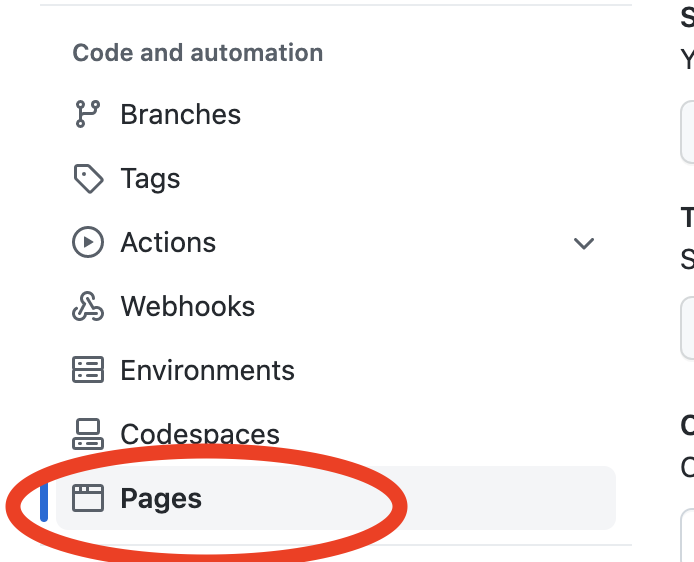 Code and automation
Branches
Tags
Actions
Webhooks
Environments
Codespaces
Pages